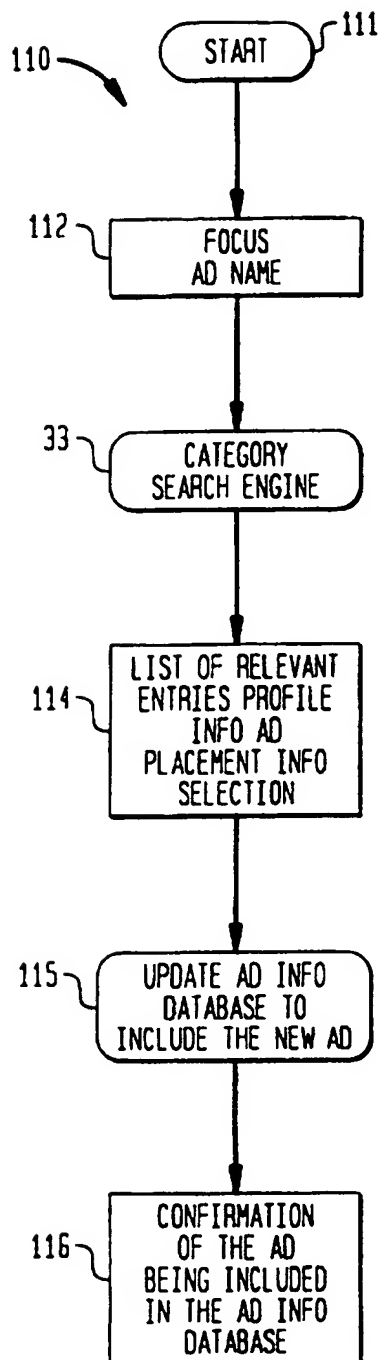 START
111
110
112
FOCUS
AD NAME
33
CATEGORY
SEARCH ENGINE
114
LIST OF RELEVANT
ENTRIES PROFILE
INFO AD
PLACEMENT INFO
SELECTION
115
UPDATE AD INFO
DATABASE TO
INCLUDE THE NEW AD
116
CONFIRMATION
OF THE AD
BEING INCLUDED
IN THE AD INFO
DATABASE